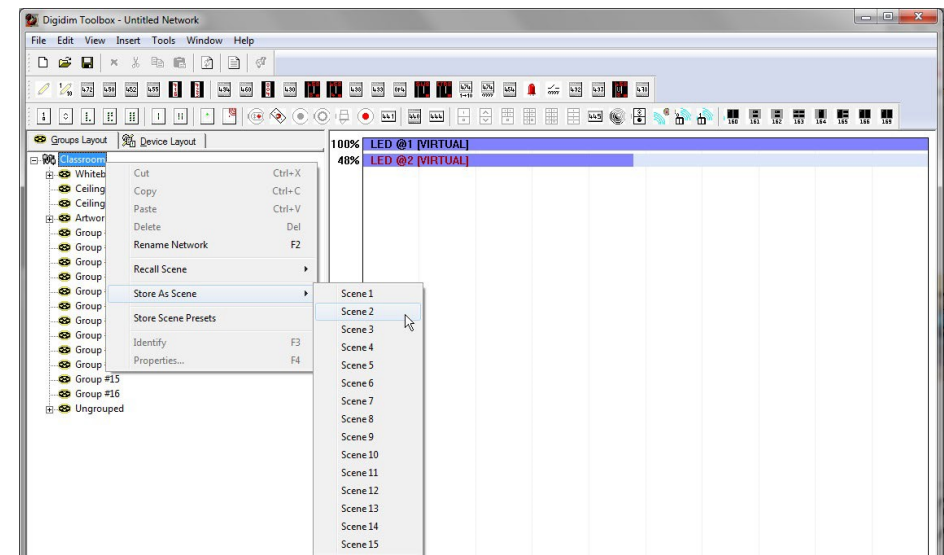 Digidim Toolbox - Untitled Network
File Edit View Insert Tools Window Help
Groups Layout Device Layout
100% LED @1 [VIRTUAL]
48% LED @2 [VIRTUAL]
Classroom
Whiteb
Ceiling
Ceiling
Artwor
Group
Group
Group
Group
Group
Group
Group
Group
Group
Group
Group #15
Group #16
Ungrouped
Cut Ctrl+X
Copy Ctrl+C
Paste Ctrl+V
Delete Del
Rename Network F2
Recall Scene
Store As Scene
Store Scene Presets
Identify F3
Properties... F4
Scene 1
Scene 2
Scene 3
Scene 4
Scene 5
Scene 6
Scene 7
Scene 8
Scene 9
Scene 10
Scene 11
Scene 12
Scene 13
Scene 14
Scene 15